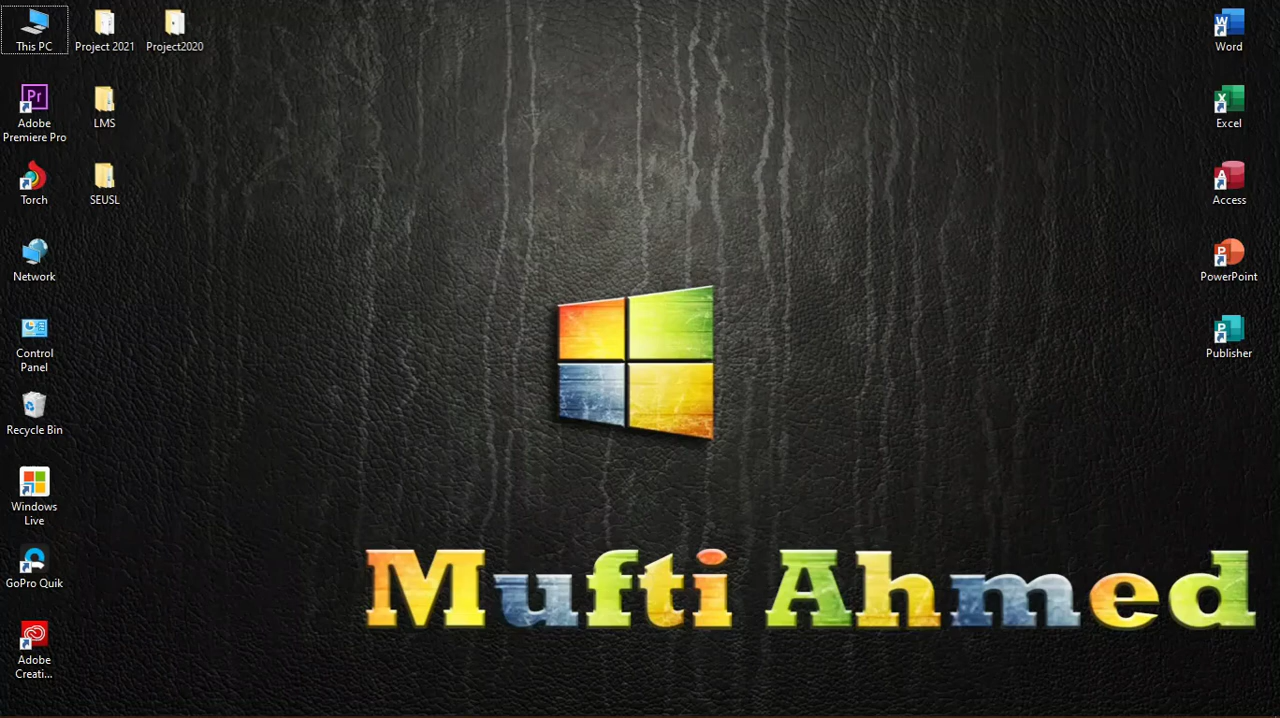 This PC
Project 2021
Project2020
Adobe
Premiere Pro
LMS
Torch
SEUSL
Network
Control
Panel
Recycle Bin
Windows
Live
GoPro Quik
Adobe
Creati...
Word
Excel
Access
PowerPoint
Publisher
Mufti Ahmed